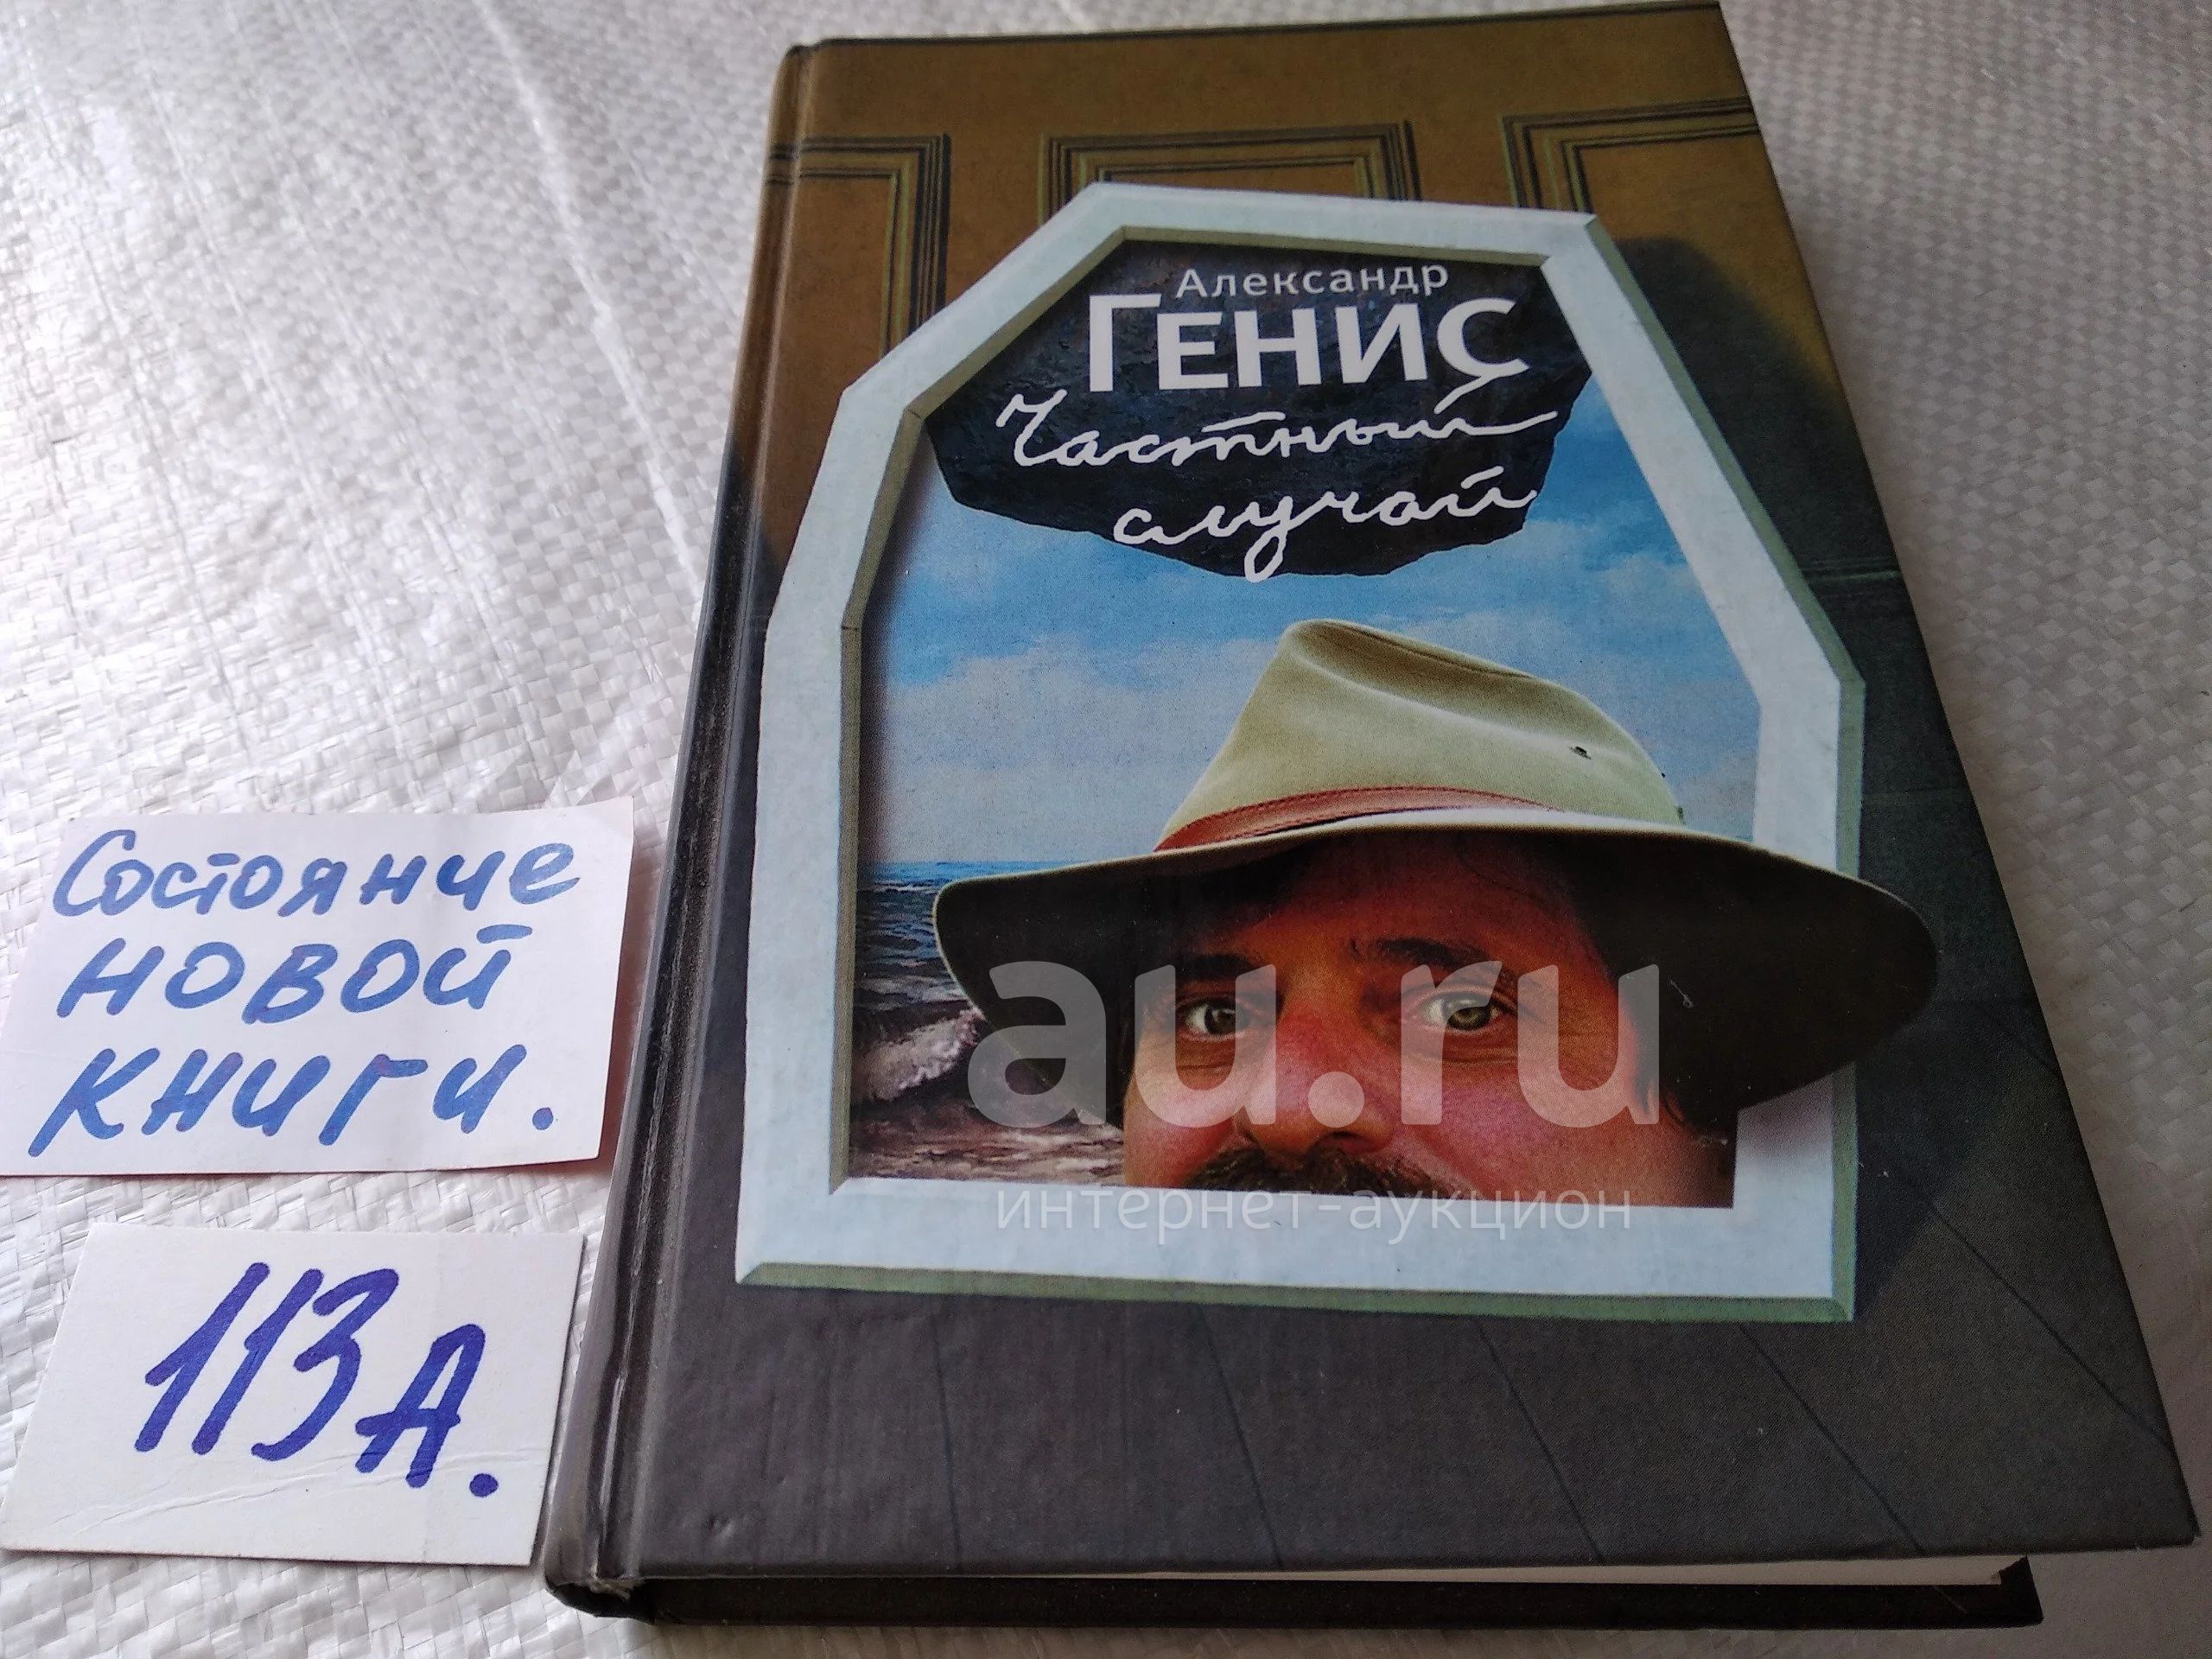 Александр
ГЕНИС
Частный
случай
Состояние
новой
книги.
113А.
au.ru
интернет-аукцион